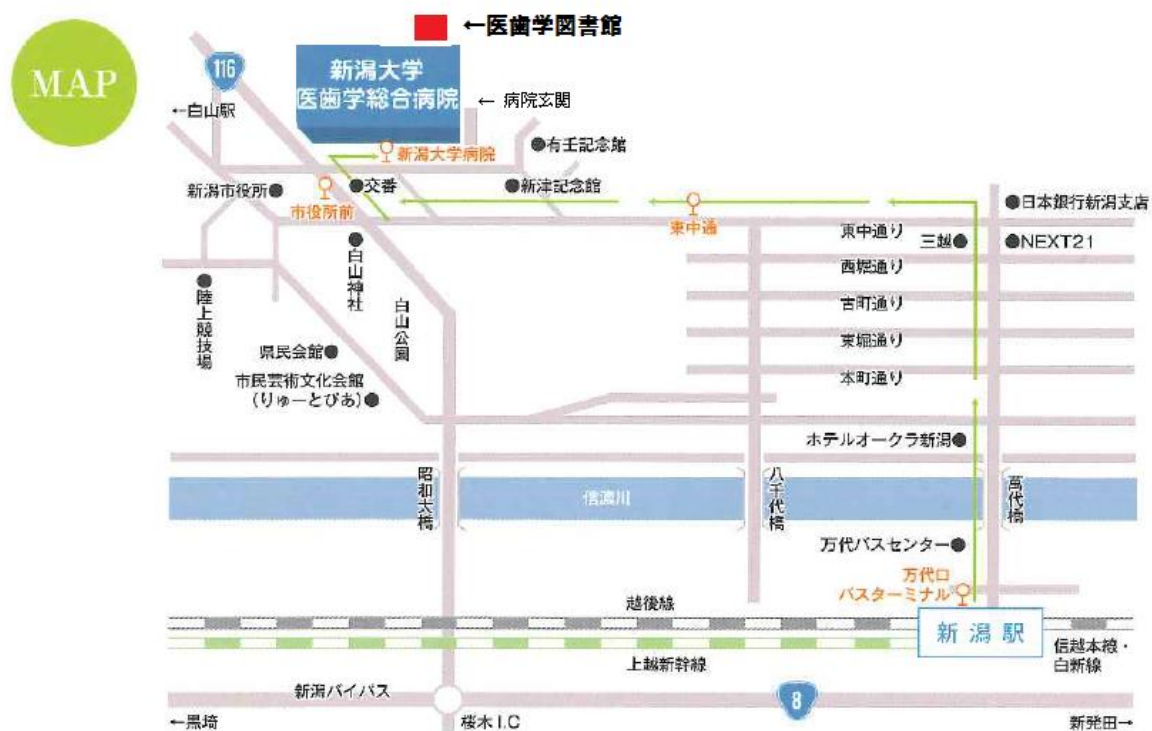 ←医歯学図書館
MAP
116
新潟大学
医歯学総合病院
← 病院玄関
←白山駅
有壬記念館
新潟大学病院
新潟市役所
交番
新津記念館
市役所前
日本銀行新潟支店
東中通
東中通り
三越
NEXT21
白山神社
西堀通り
陸上競技場
白山公園
古町通り
東堀通り
県民会館
本町通り
市民芸術文化会館
(りゅーとぴあ)
ホテルオークラ新潟
昭和大橋
信濃川
八千代橋
萬代橋
万代バスセンター
万代口
バスターミナル
越後線
新潟駅
信越本線・
白新線
上越新幹線
新潟バイパス
8
←黒埼
桜木I.C
新発田→